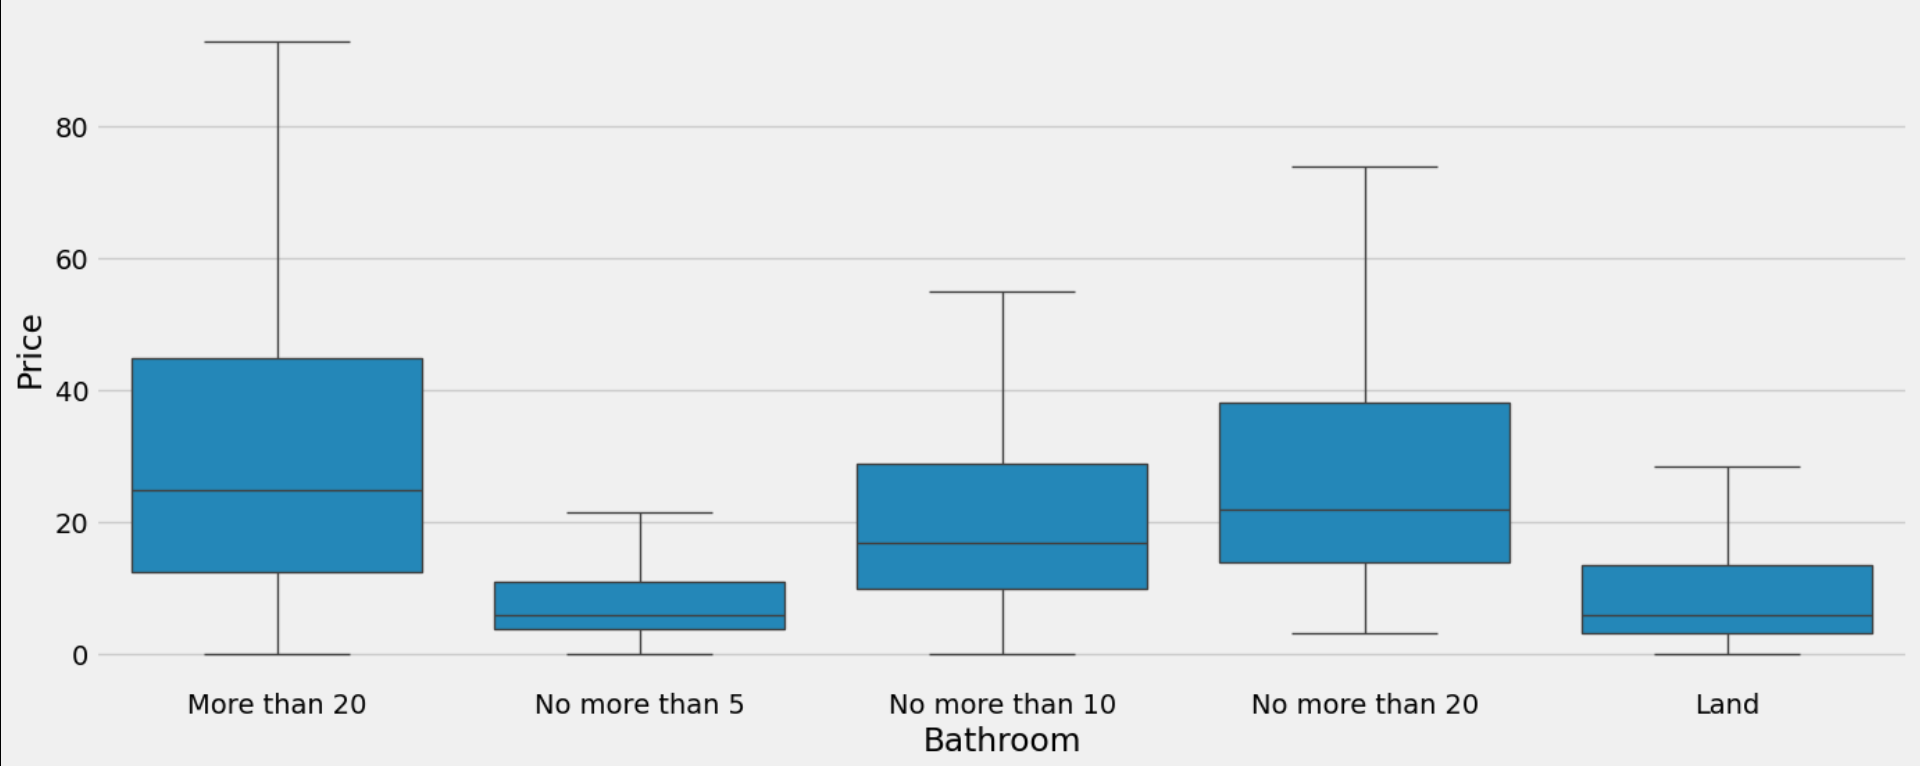 80
60
40
20
0
Price
More than 20
No more than 5
No more than 10
No more than 20
Land
Bathroom